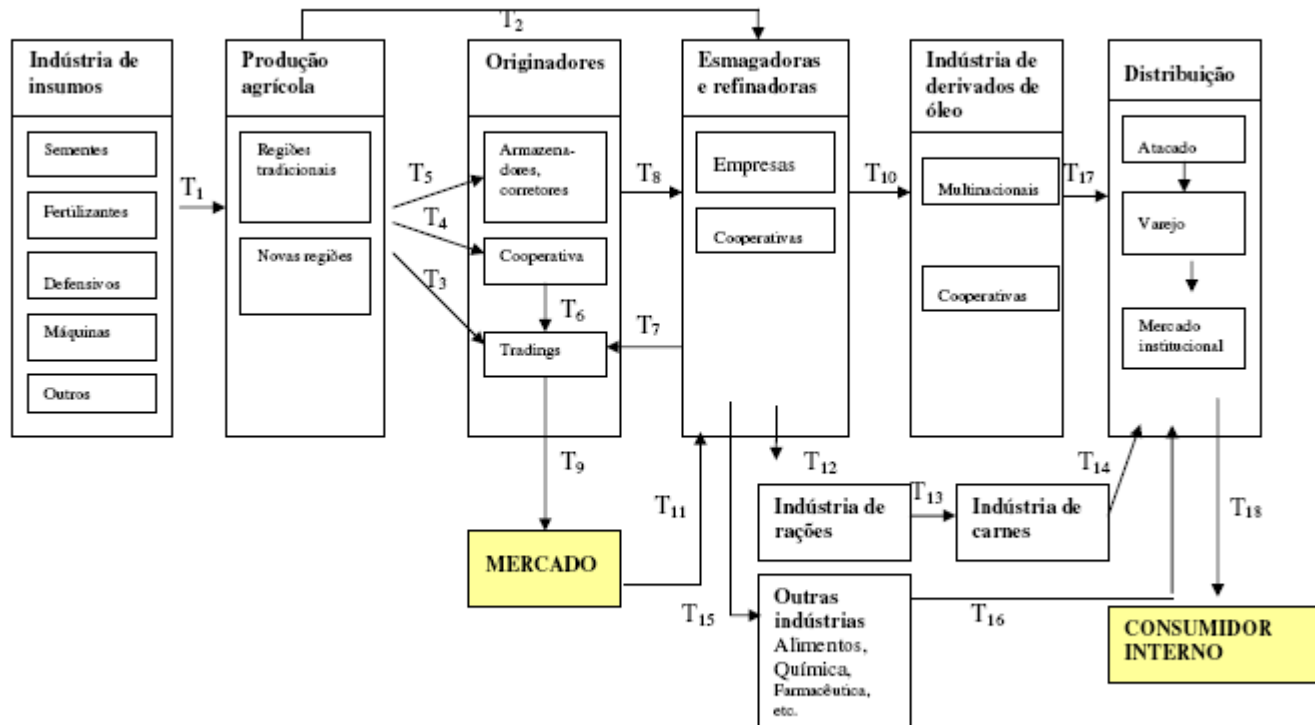 T2
Indústria de
insumos
Sementes
Fertilizantes
Defensivos
Máquinas
Outros
T1
Produção
agrícola
Regiões
tradicionais
Novas regiões
T5
T4
T3
Originadores
Armazena-
dores,
corretores
Cooperativa
T6
Tradings
T8
T7
Esmagadoras
e refinadoras
Empresas
Cooperativas
T10
Indústria de
derivados de
óleo
Multinacionais
Cooperativas
T17
Distribuição
Atacado
Varejo
Mercado
institucional
T9
MERCADO
T11
T12
Indústria de
rações
T13
Indústria de
carnes
T14
T15
Outras
indústrias
Alimentos,
Química,
Farmacêutica,
etc.
T16
T18
CONSUMIDOR
INTERNO